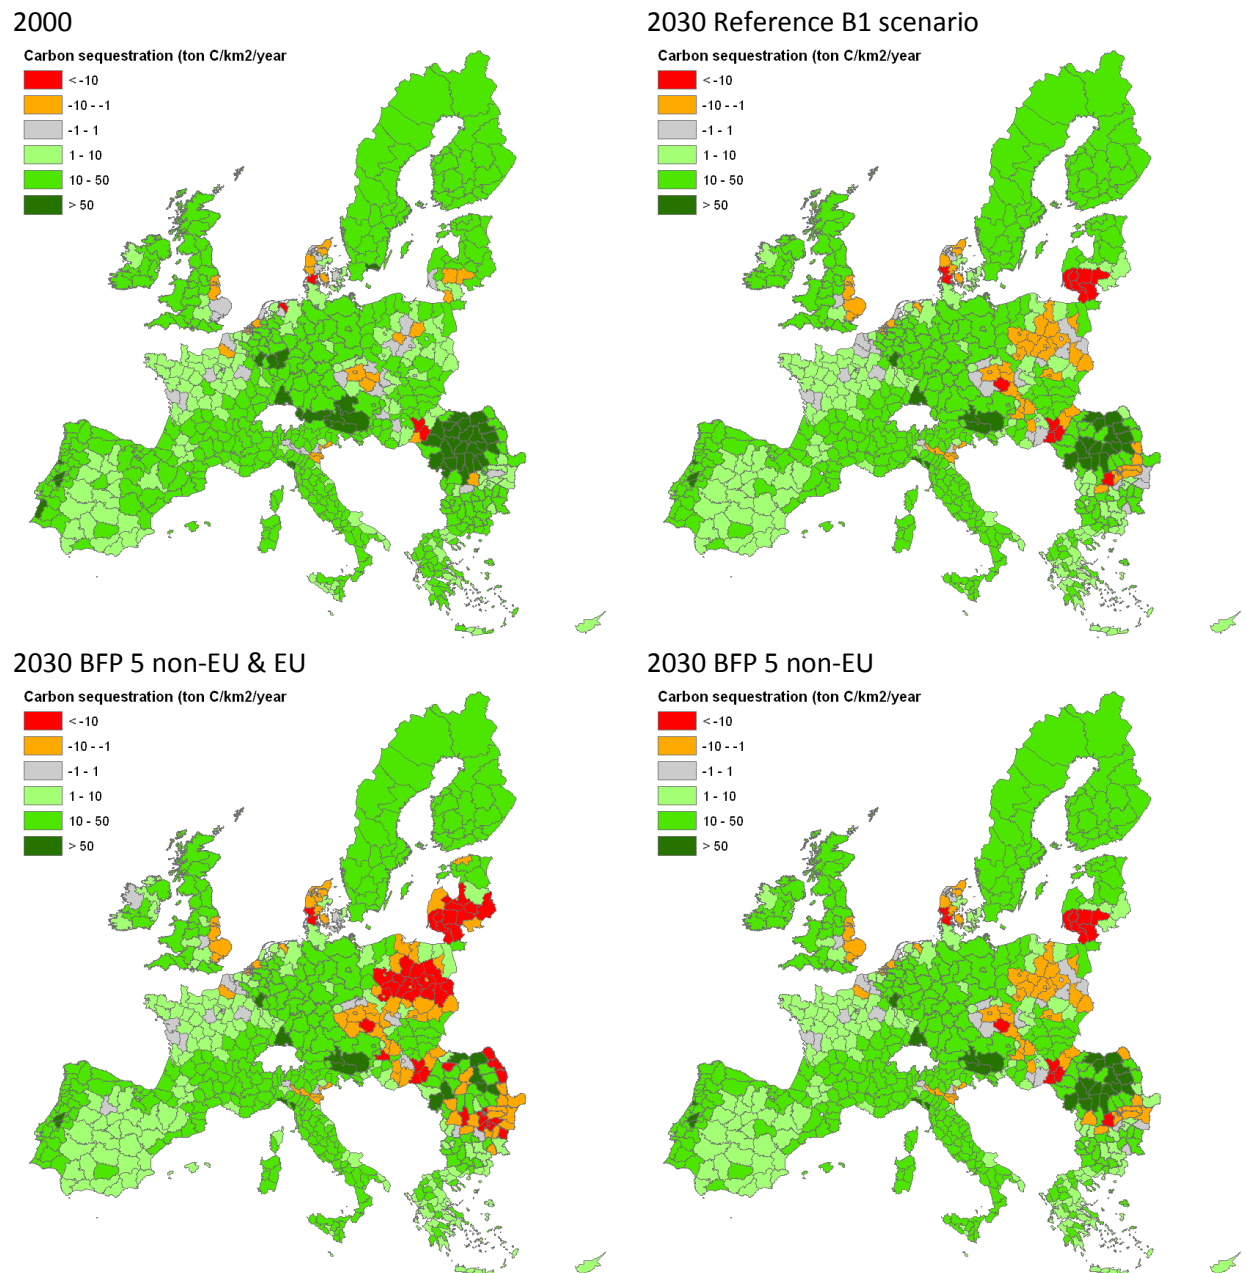 2000
Carbon sequestration (ton C/km2/year
< -10
-10 - -1
-1 - 1
1 - 10
10 - 50
> 50
2030 Reference B1 scenario
Carbon sequestration (ton C/km2/year
< -10
-10 - -1
-1 - 1
1 - 10
10 - 50
> 50
2030 BFP 5 non-EU & EU
Carbon sequestration (ton C/km2/year
< -10
-10 - -1
-1 - 1
1 - 10
10 - 50
> 50
2030 BFP 5 non-EU
Carbon sequestration (ton C/km2/year
< -10
-10 - -1
-1 - 1
1 - 10
10 - 50
> 50